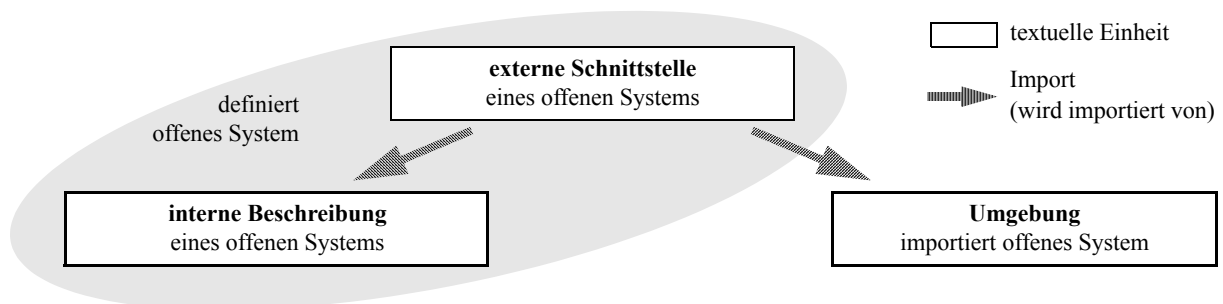 externe Schnittstelle
eines offenen Systems
textuelle Einheit
Import
(wird importiert von)
definiert
offenes System
interne Beschreibung
eines offenen Systems
Umgebung
importiert offenes System